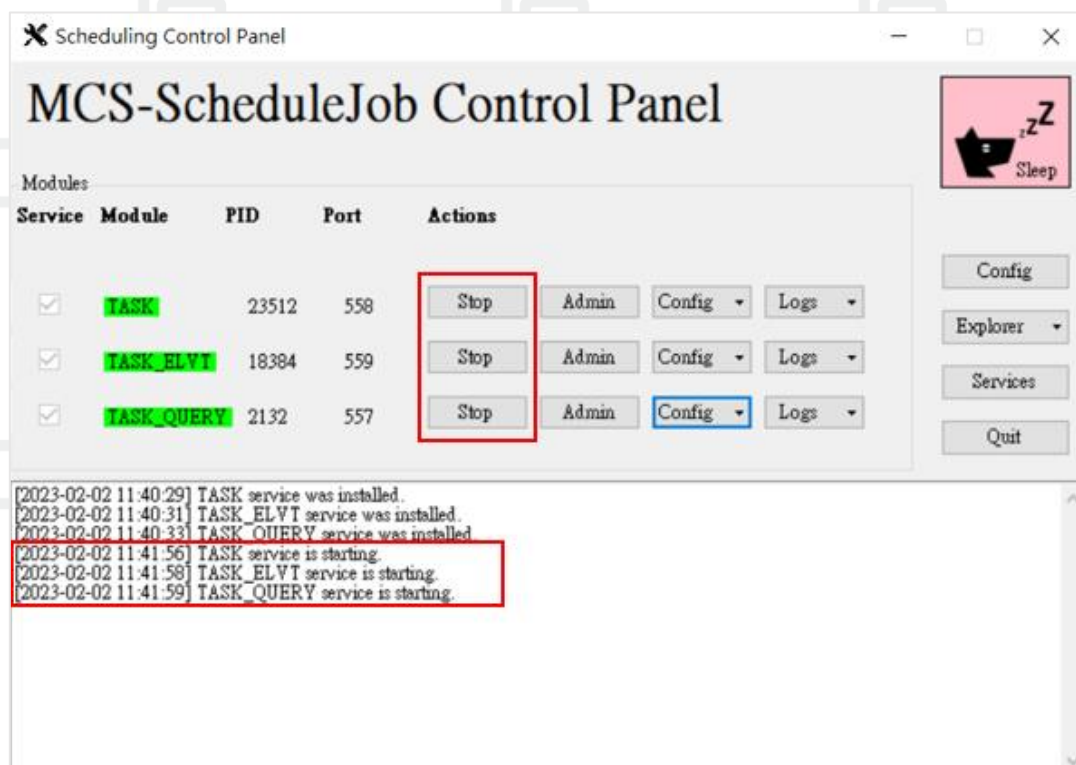 Scheduling Control Panel
MCS-ScheduleJob Control Panel
zzZ
Sleep
Modules
Service Module PID Port Actions
TASK 23512 558 Stop Admin Config Logs
TASK_ELVT 18384 559 Stop Admin Config Logs
TASK_QUERY 2132 557 Stop Admin Config Logs
Config
Explorer
Services
Quit
[2023-02-02 11:40:29] TASK service was installed.
[2023-02-02 11:40:31] TASK_ELVT service was installed.
[2023-02-02 11:40:33] TASK_QUERY service was installed.
[2023-02-02 11:41:56] TASK service is starting.
[2023-02-02 11:41:58] TASK_ELVT service is starting.
[2023-02-02 11:41:59] TASK_QUERY service is starting.